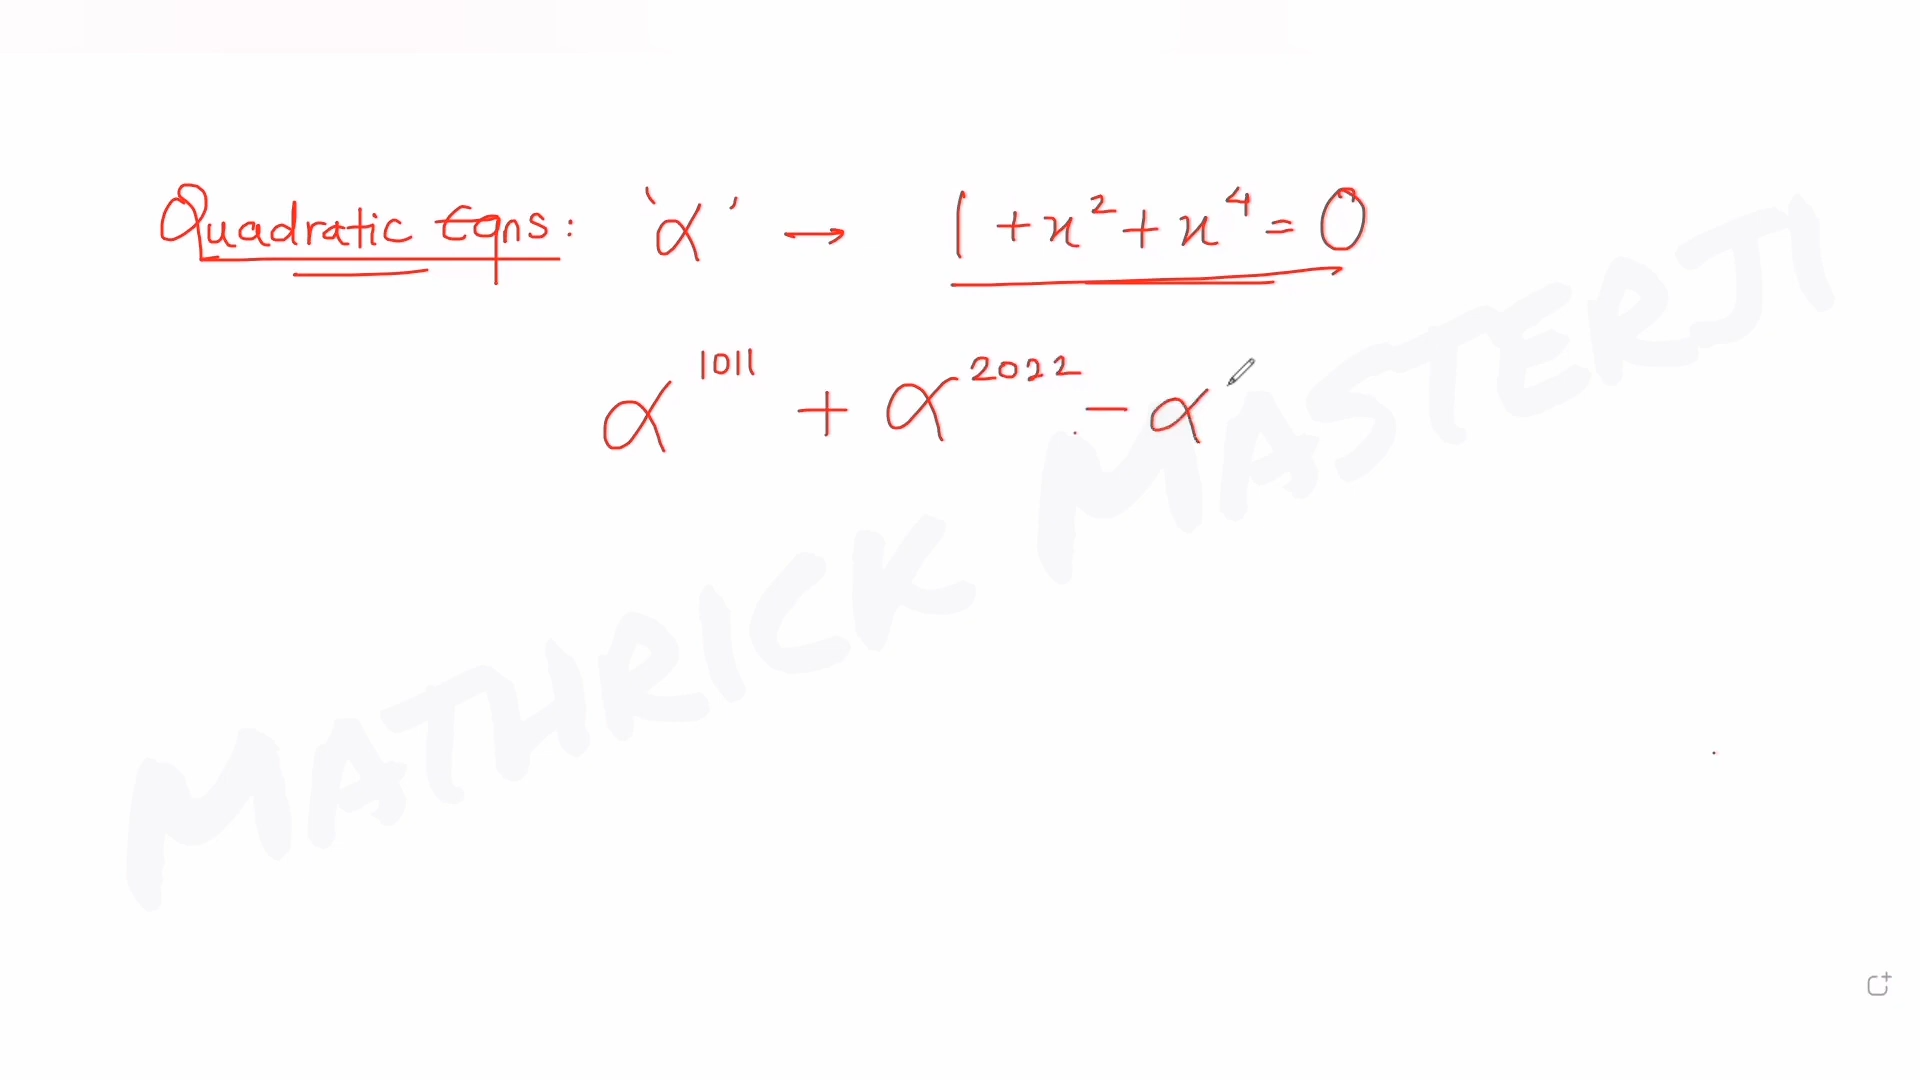 Quadratic Eqns: 'α' → 1 + x² + x⁴ = 0
α¹⁰¹¹ + α²⁰²² - α
MATHRICK MASTERJI